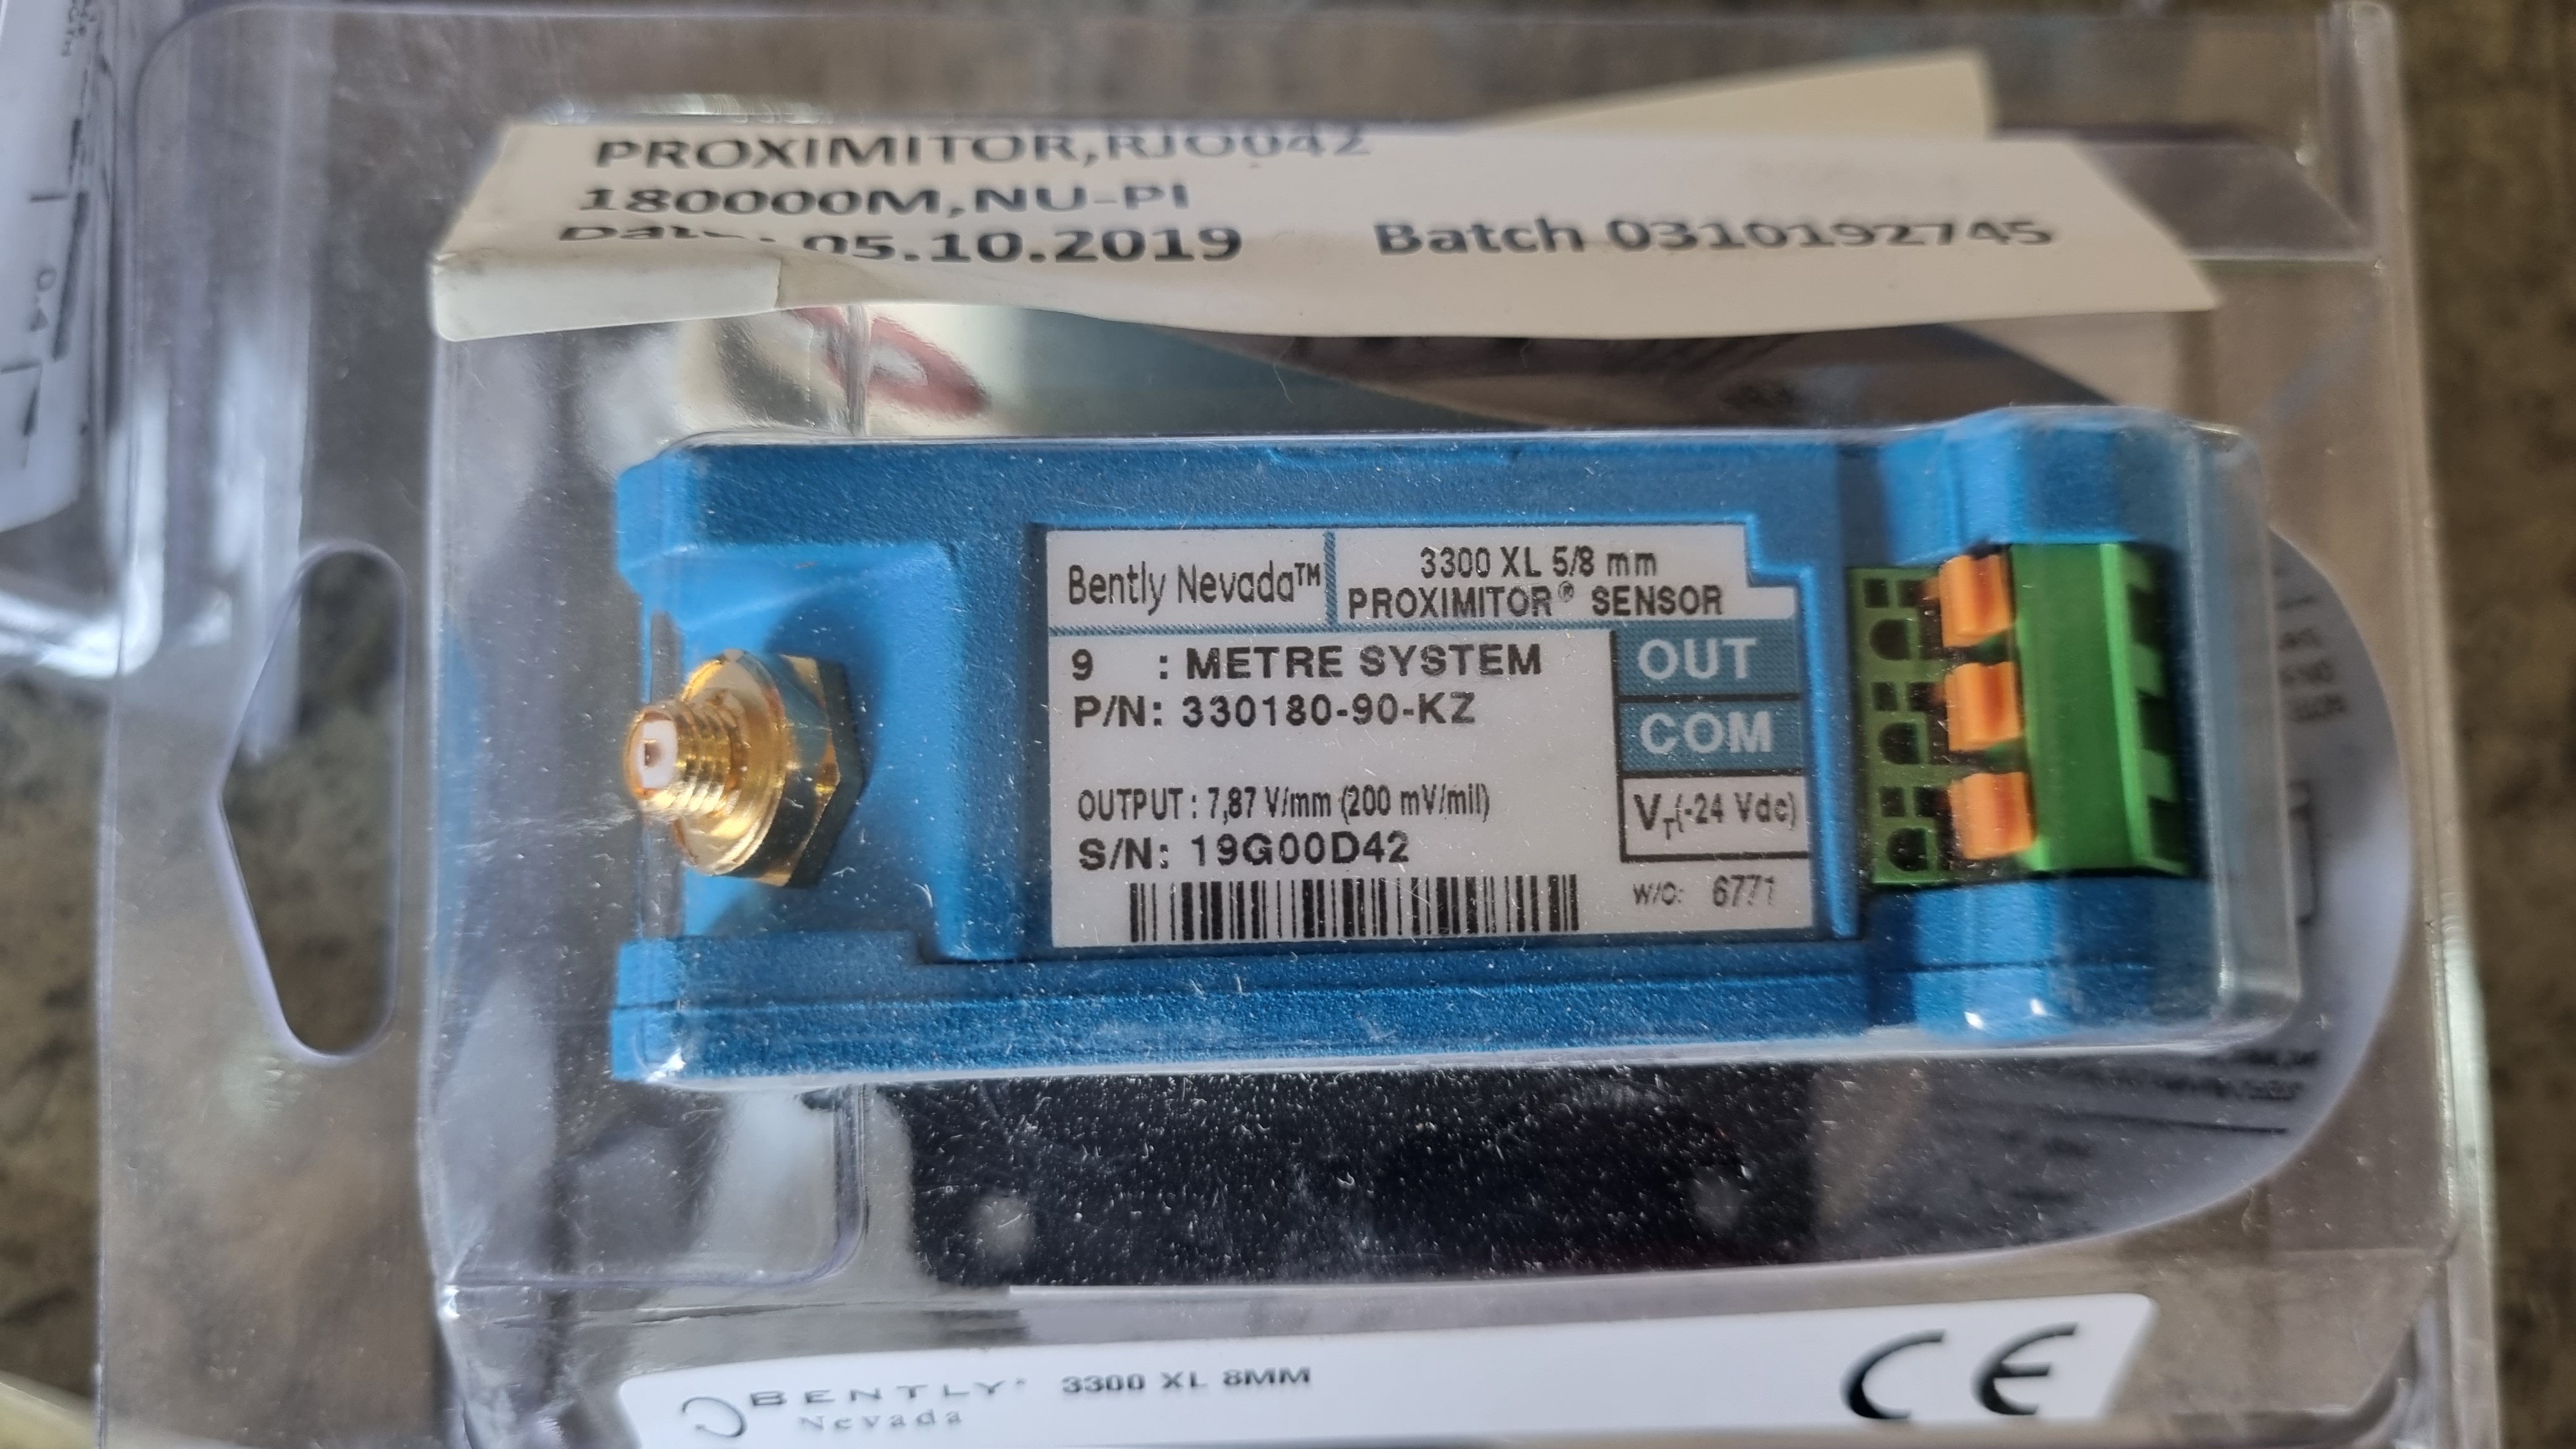 PROXIMITOR,RJO042
180000M,NU-PI
Date: 05.10.2019 Batch 0310192745
Bently Nevada™
3300 XL 5/8 mm
PROXIMITOR® SENSOR
9 : METRE SYSTEM
P/N: 330180-90-KZ
OUTPUT : 7,87 V/mm (200 mV/mil)
S/N: 19G00D42
OUT
COM
VT (-24 Vdc)
W/O: 6771
BENTLY
Nevada
3300 XL 8MM
CE